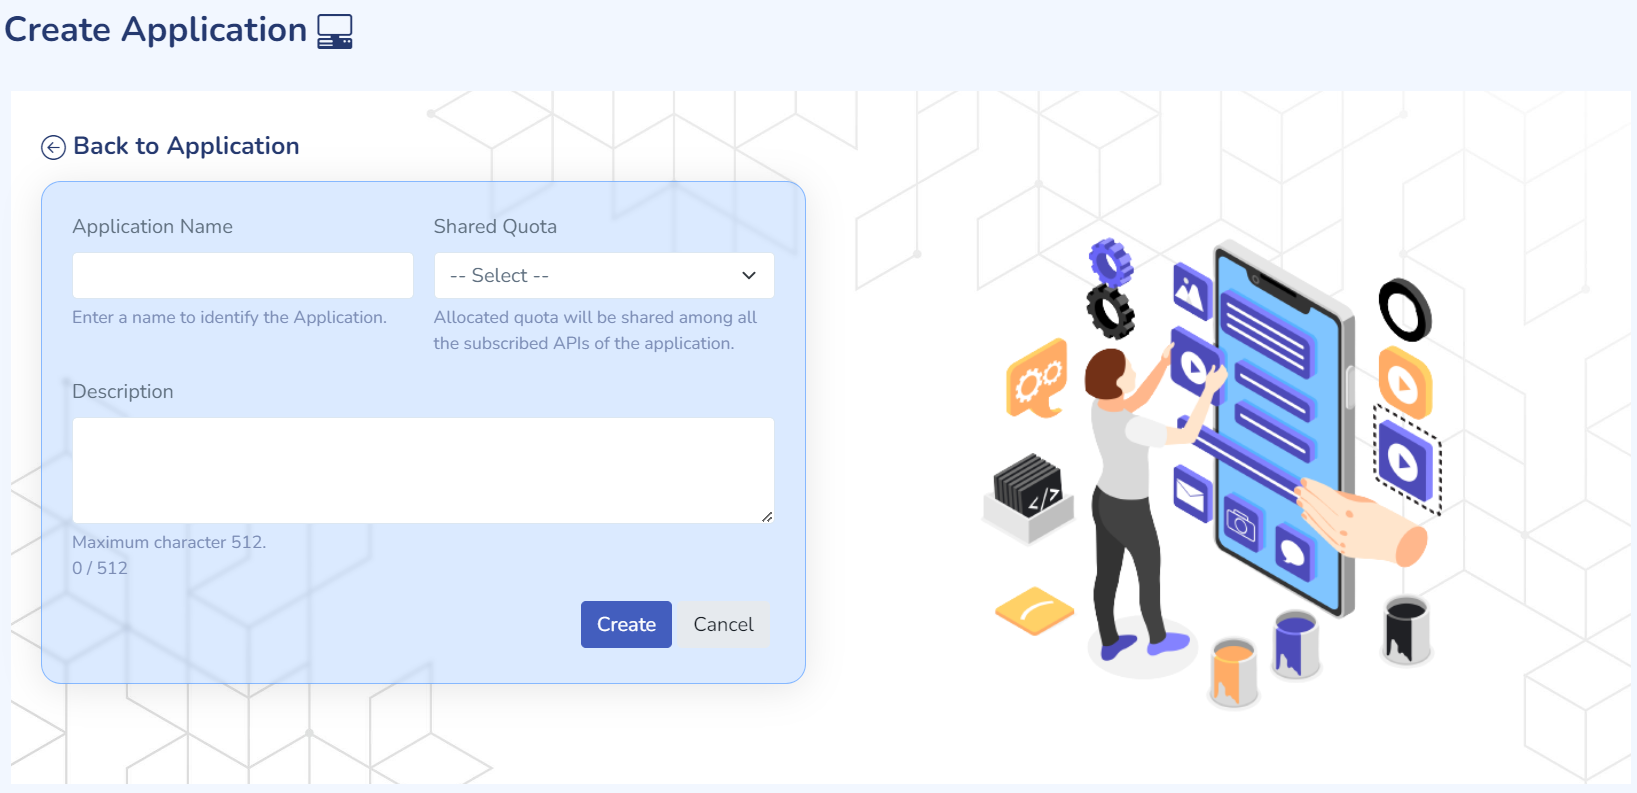 Create Application
Back to Application
Application Name
Enter a name to identify the Application.
Shared Quota
-- Select --
Allocated quota will be shared among all
the subscribed APIs of the application.
Description
Maximum character 512.
0 / 512
Create
Cancel